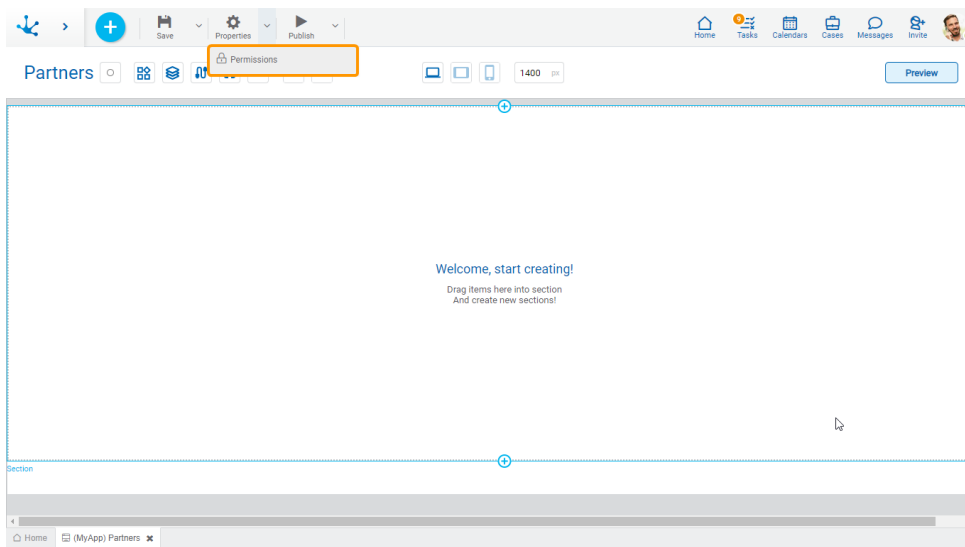 Save
Properties
Publish
Home
9
Tasks
Calendars
Cases
Messages
Invite
Permissions
Partners
1400 px
Preview
Welcome, start creating!
Drag items here into section
And create new sections!
Section
Home
(MyApp) Partners